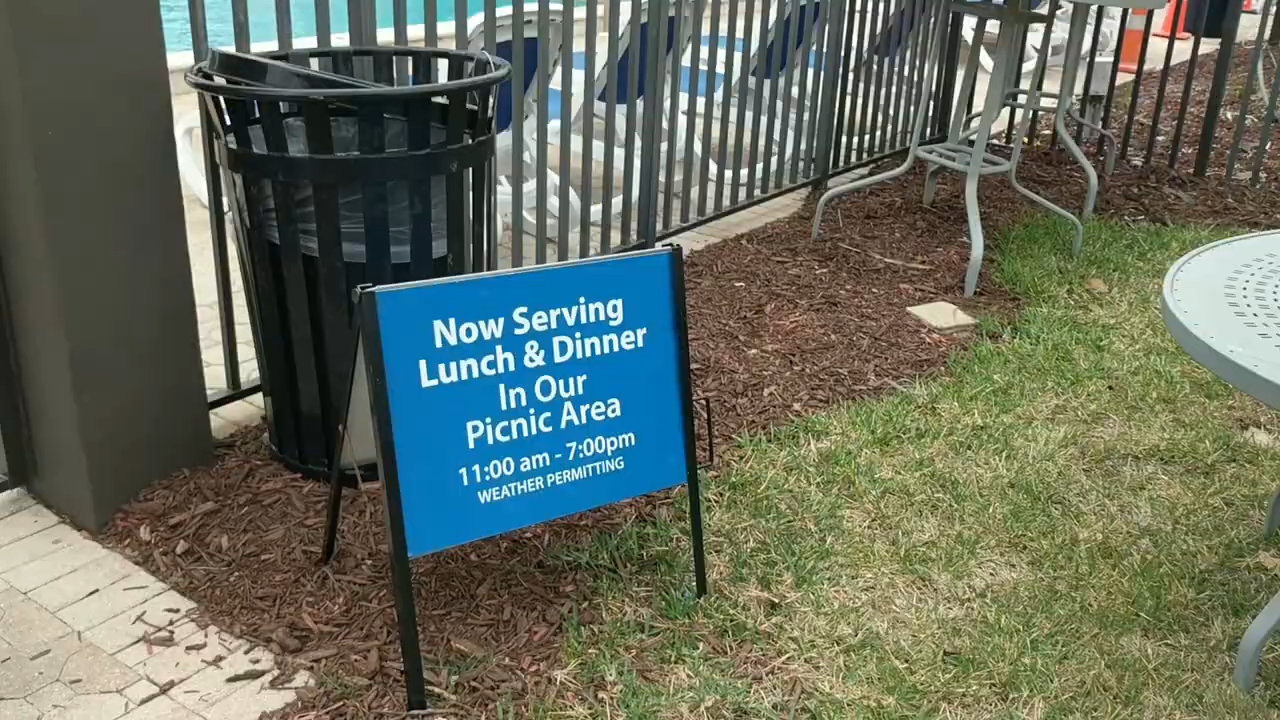 Now Serving
Lunch & Dinner
In Our
Picnic Area
11:00 am - 7:00pm
WEATHER PERMITTING